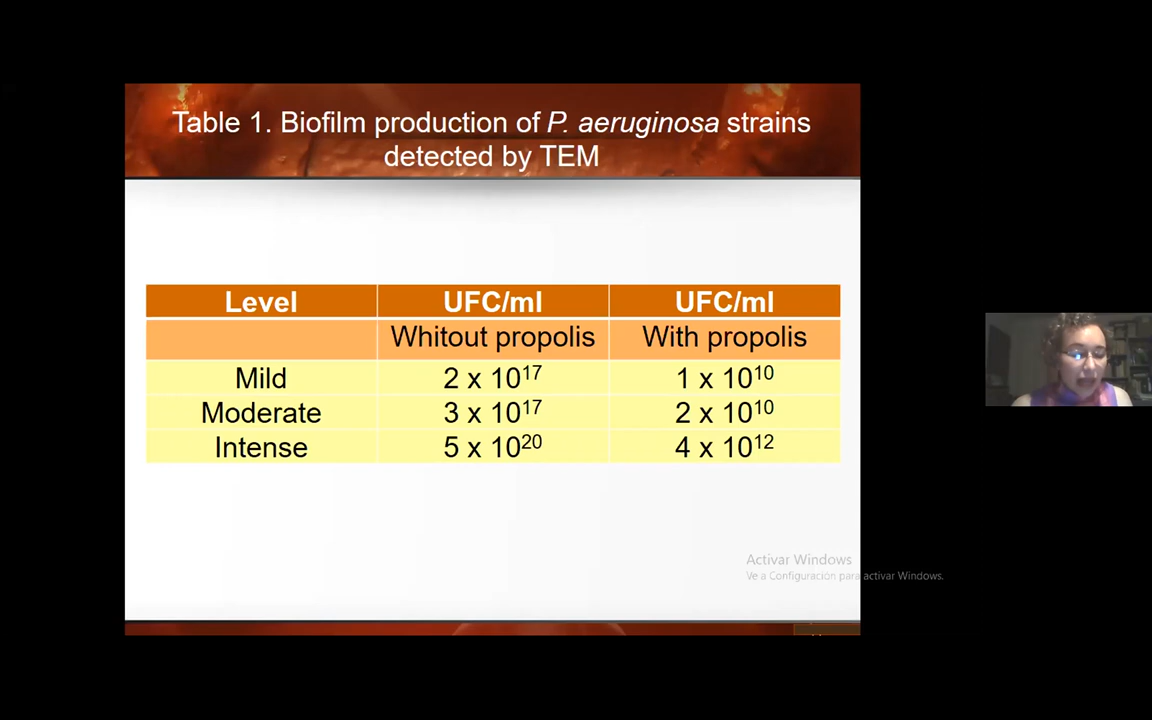 Table 1. Biofilm production of P. aeruginosa strains
detected by TEM
Level UFC/ml UFC/ml
Whitout propolis With propolis
Mild 2 x 10¹⁷ 1 x 10¹⁰
Moderate 3 x 10¹⁷ 2 x 10¹⁰
Intense 5 x 10²⁰ 4 x 10¹²
Activar Windows
Ve a Configuración para activar Windows.